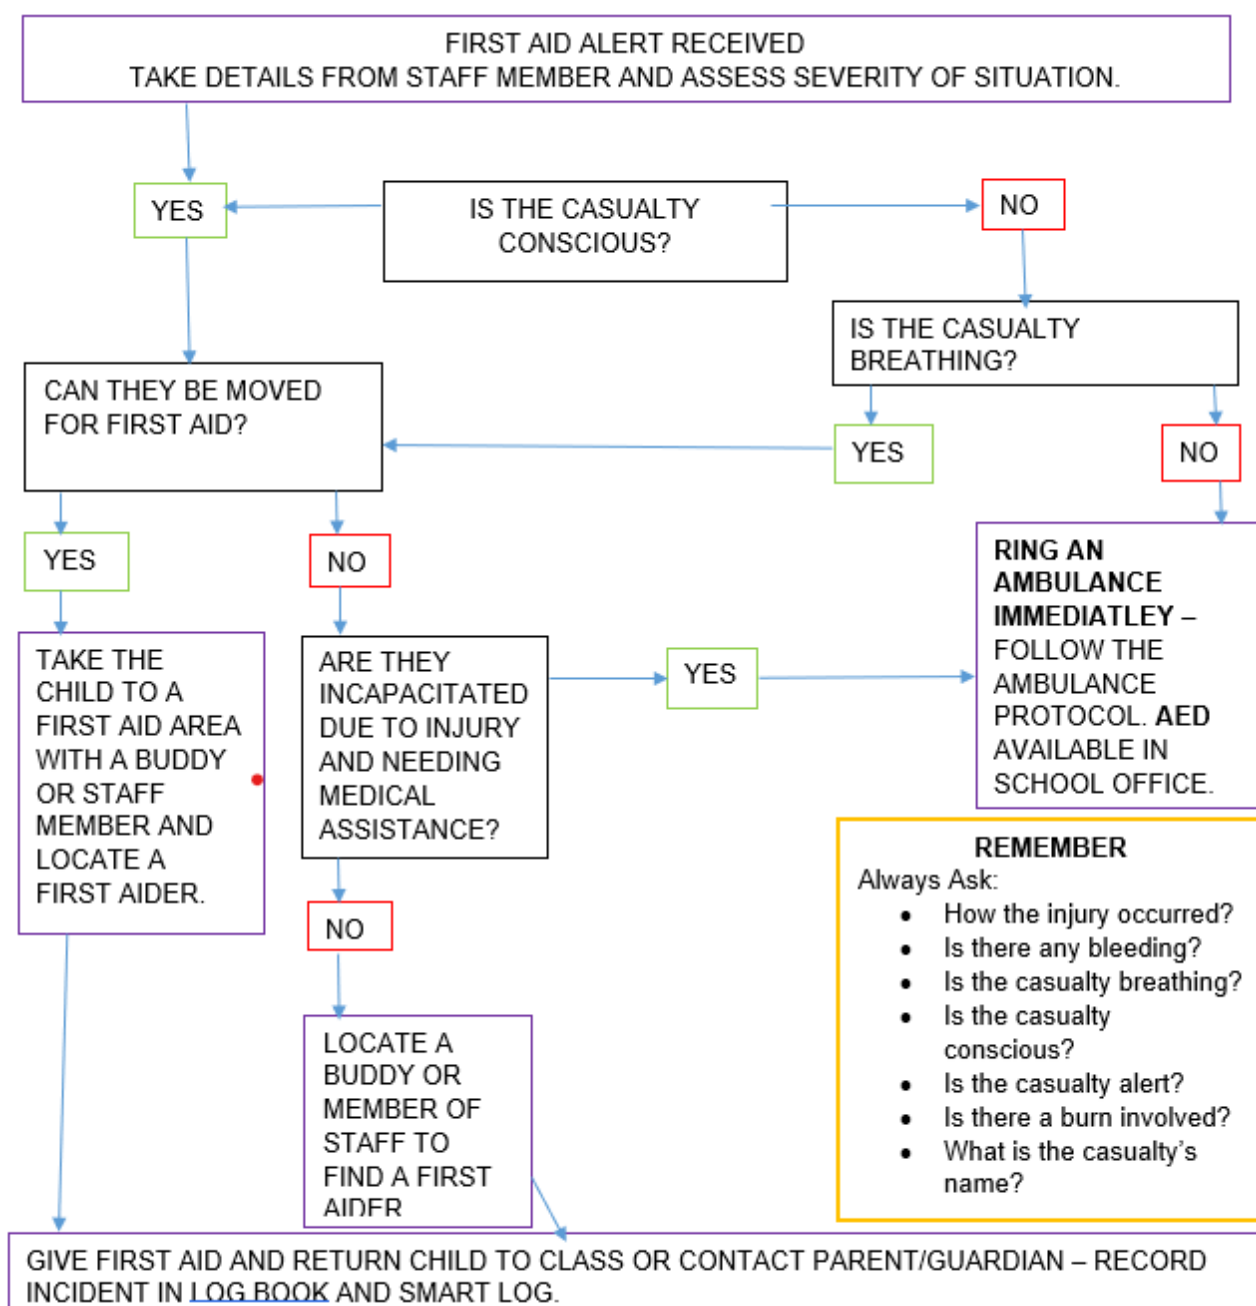 FIRST AID ALERT RECEIVED
TAKE DETAILS FROM STAFF MEMBER AND ASSESS SEVERITY OF SITUATION.
YES
IS THE CASUALTY
CONSCIOUS?
NO
IS THE CASUALTY
BREATHING?
CAN THEY BE MOVED
FOR FIRST AID?
YES
NO
YES
NO
RING AN
AMBULANCE
IMMEDIATLEY –
FOLLOW THE
AMBULANCE
PROTOCOL. AED
AVAILABLE IN
SCHOOL OFFICE.
TAKE THE
CHILD TO A
FIRST AID AREA
WITH A BUDDY
OR STAFF
MEMBER AND
LOCATE A
FIRST AIDER.
ARE THEY
INCAPACITATED
DUE TO INJURY
AND NEEDING
MEDICAL
ASSISTANCE?
YES
NO
REMEMBER
Always Ask:
• How the injury occurred?
• Is there any bleeding?
• Is the casualty breathing?
• Is the casualty
conscious?
• Is the casualty alert?
• Is there a burn involved?
• What is the casualty's
name?
LOCATE A
BUDDY OR
MEMBER OF
STAFF TO
FIND A FIRST
AIDER
GIVE FIRST AID AND RETURN CHILD TO CLASS OR CONTACT PARENT/GUARDIAN – RECORD
INCIDENT IN LOG BOOK AND SMART LOG.